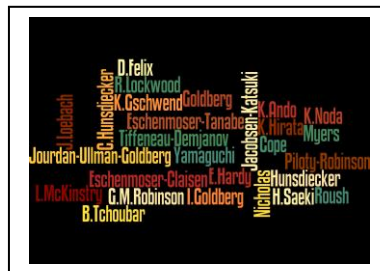 D.Felix
R.Lockwood
K.Gschwend
Goldberg
C.Hunsdiecker
J.Loebach
Eschenmoser-Tanabe
Tiffeneau-Demjanov
Jacobsen-Katsuki
K.Ando
K.Noda
K.Hirata
Myers
Cope
Jourdan-Ullman-Goldberg
Yamaguchi
Piloty-Robinson
Eschenmoser-Claisen
E.Hardy
Nicholas
Hunsdiecker
I.McKinstry
G.M.Robinson
I.Goldberg
H.Saeki
Roush
B.Tchoubar